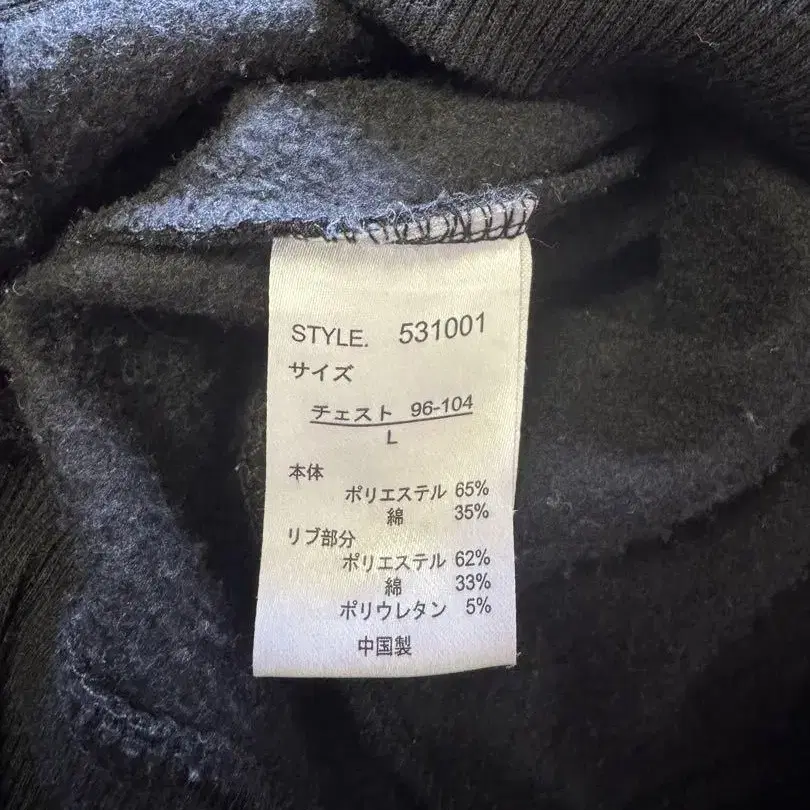 STYLE. 531001
サイズ
チェスト 96-104
L
本体
ポリエステル 65%
綿 35%
リブ部分
ポリエステル 62%
綿 33%
ポリウレタン 5%
中国製